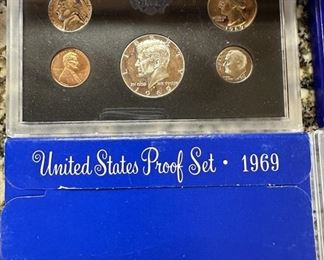 United States Proof Set · 1969